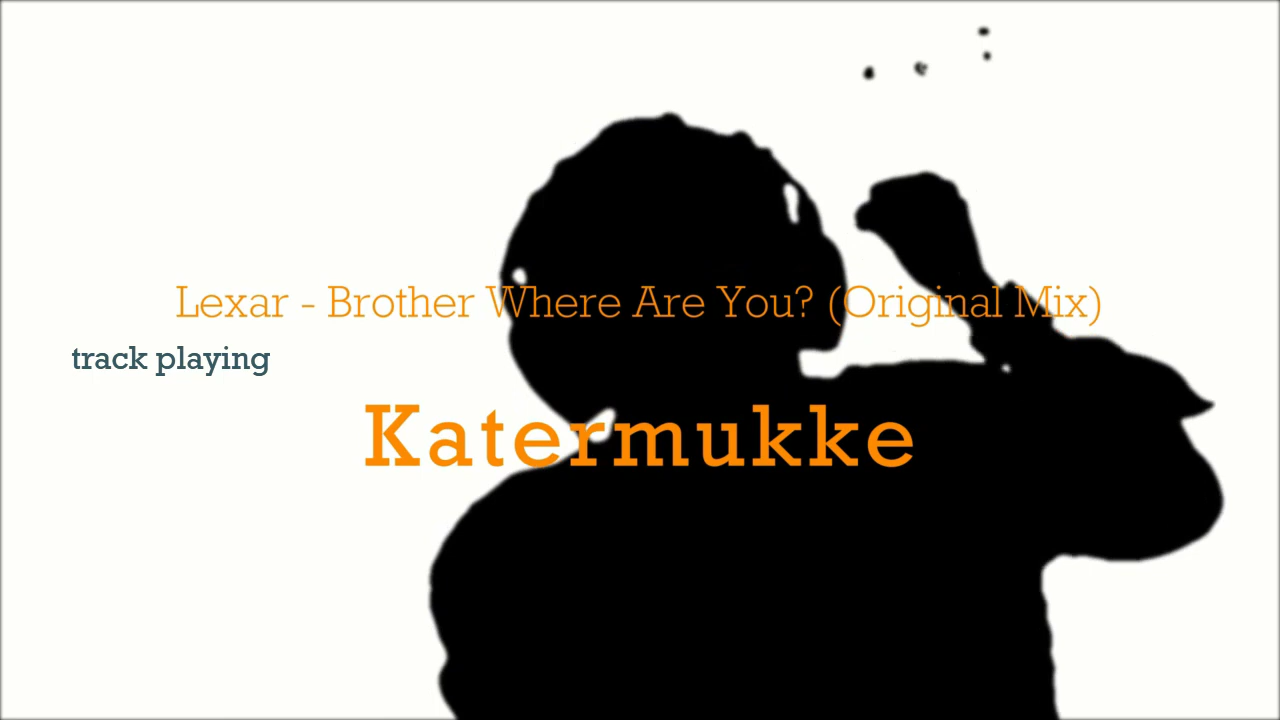 Lexar - Brother Where Are You? (Original Mix)
track playing
Katermukke